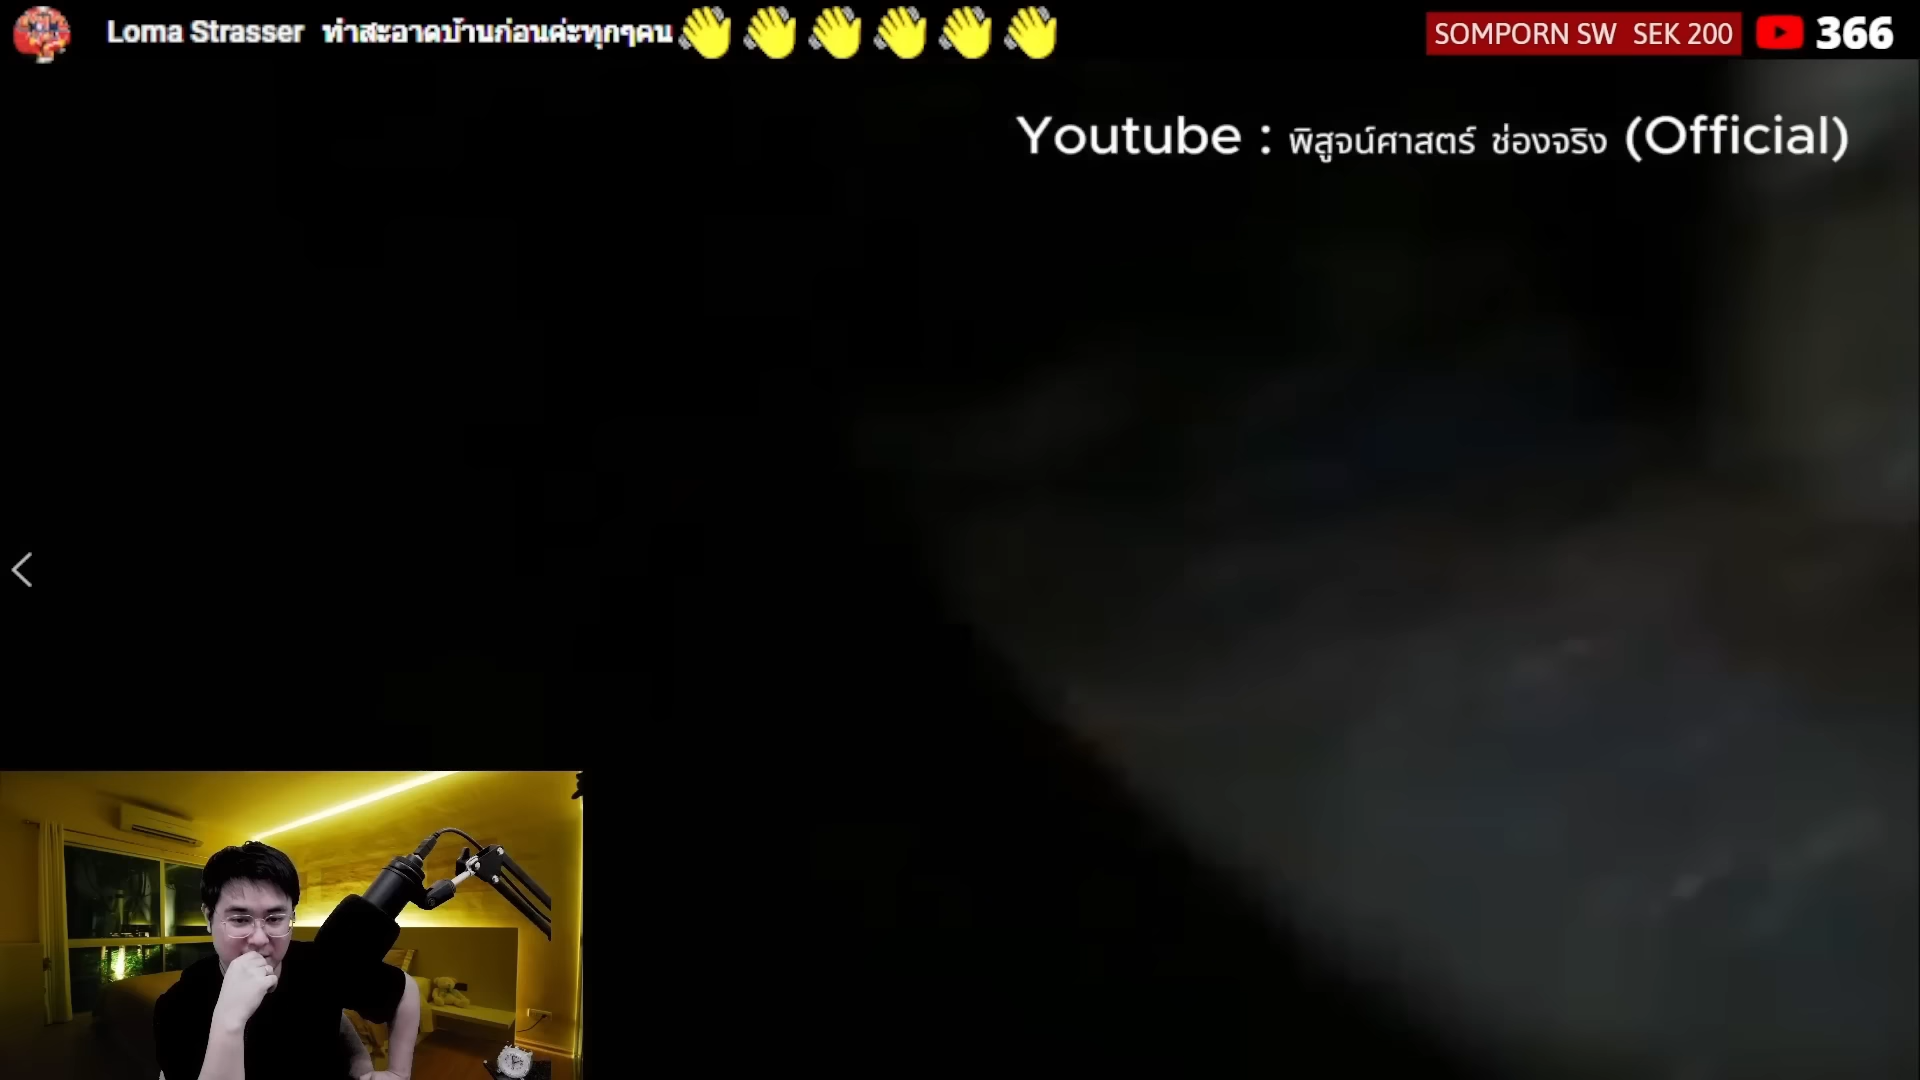 Loma Strasser ทำสะอาดบ้านก่อนค่ะทุกๆคน👋👋👋👋👋👋
SOMPORN SW SEK 200
366
Youtube : พิสูจน์ศาสตร์ ช่องจริง (Official)